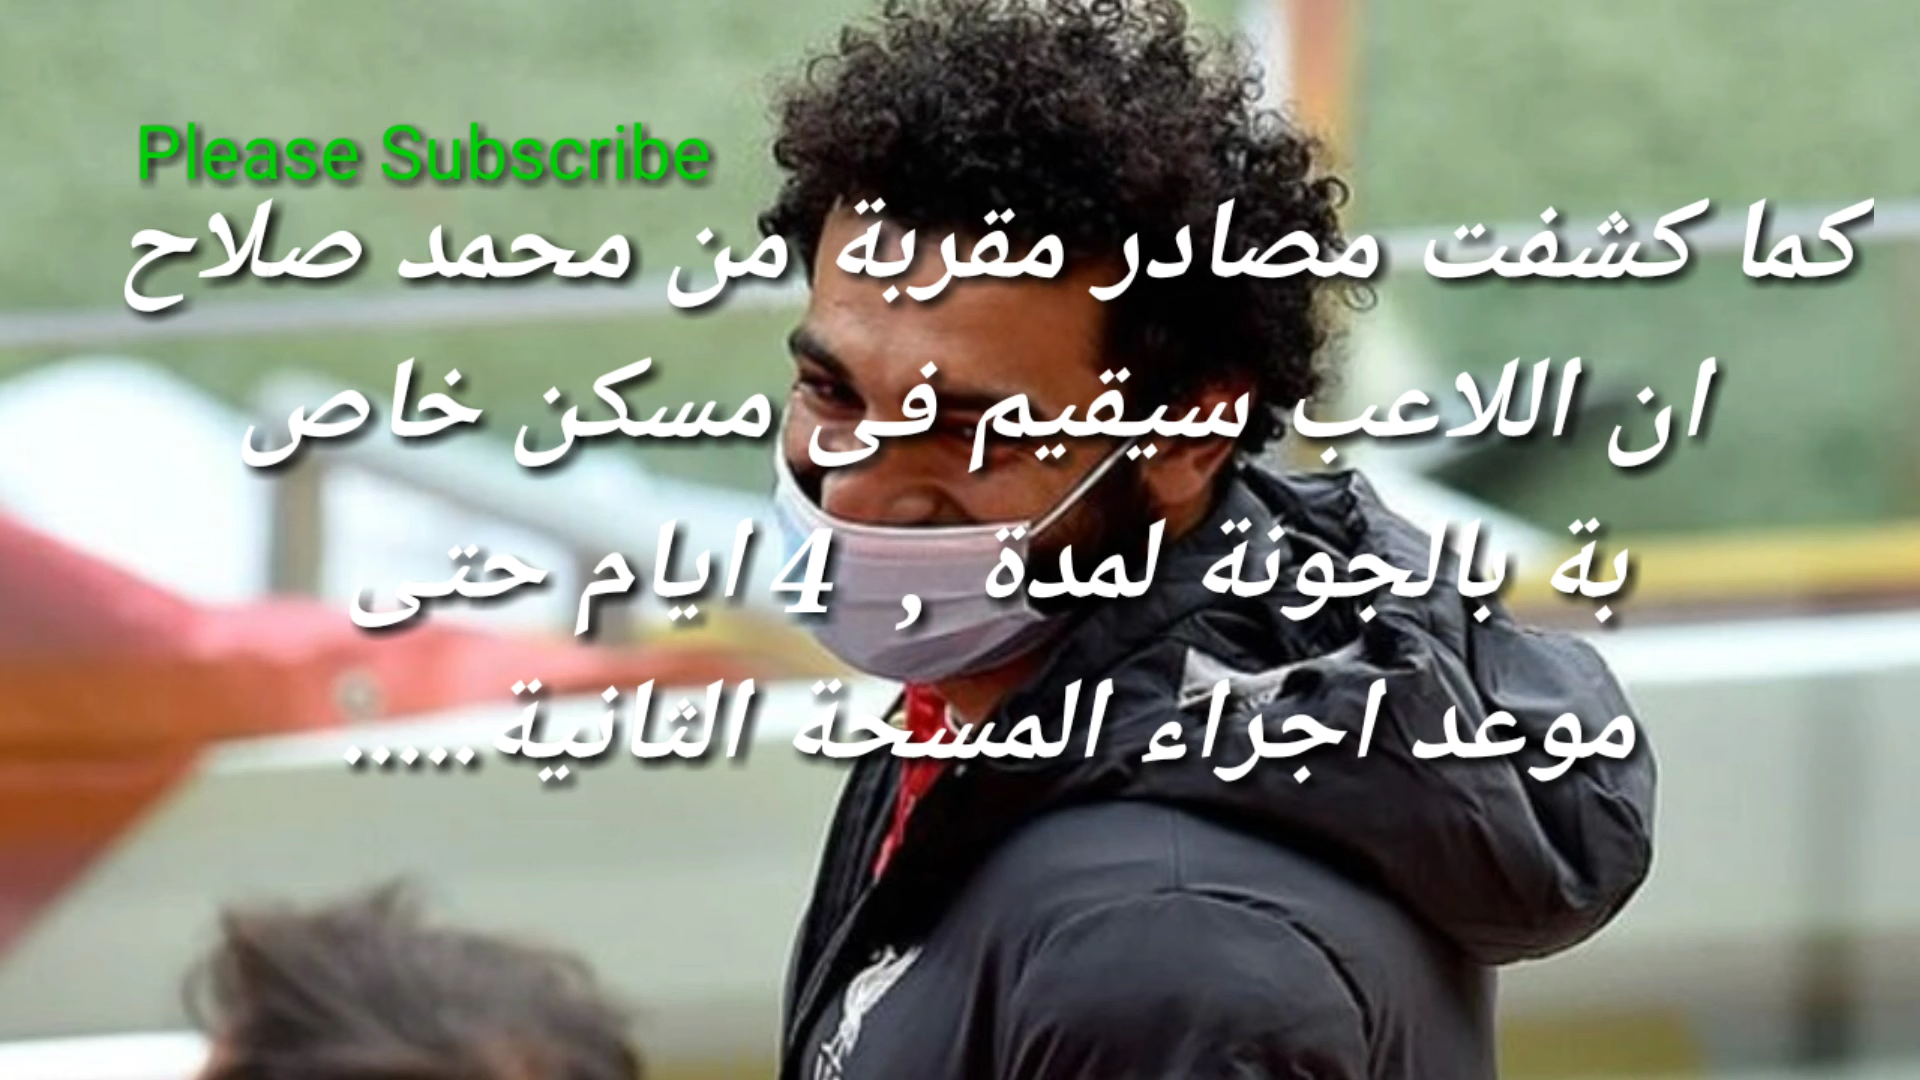 Please Subscribe
كما كشفت مصادر مقربة من محمد صلاح
ان اللاعب سيقيم فى مسكن خاص
بة بالجونة لمدة , 4 ايام حتى
موعد اجراء المسحة الثانية.....